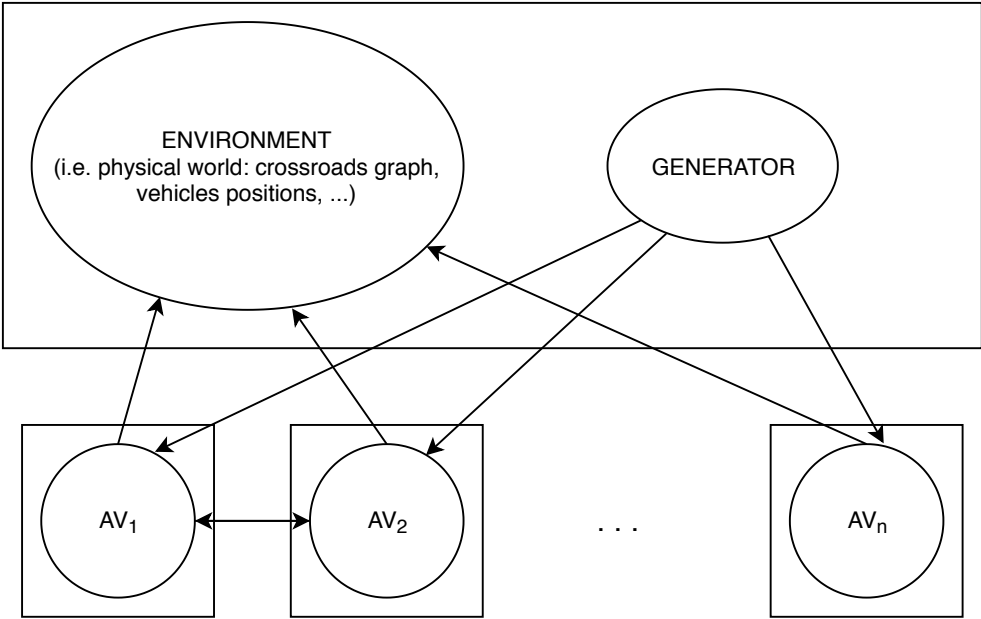 ENVIRONMENT
(i.e. physical world: crossroads graph,
vehicles positions, ...)
GENERATOR
AV1
AV2
. . .
AVn